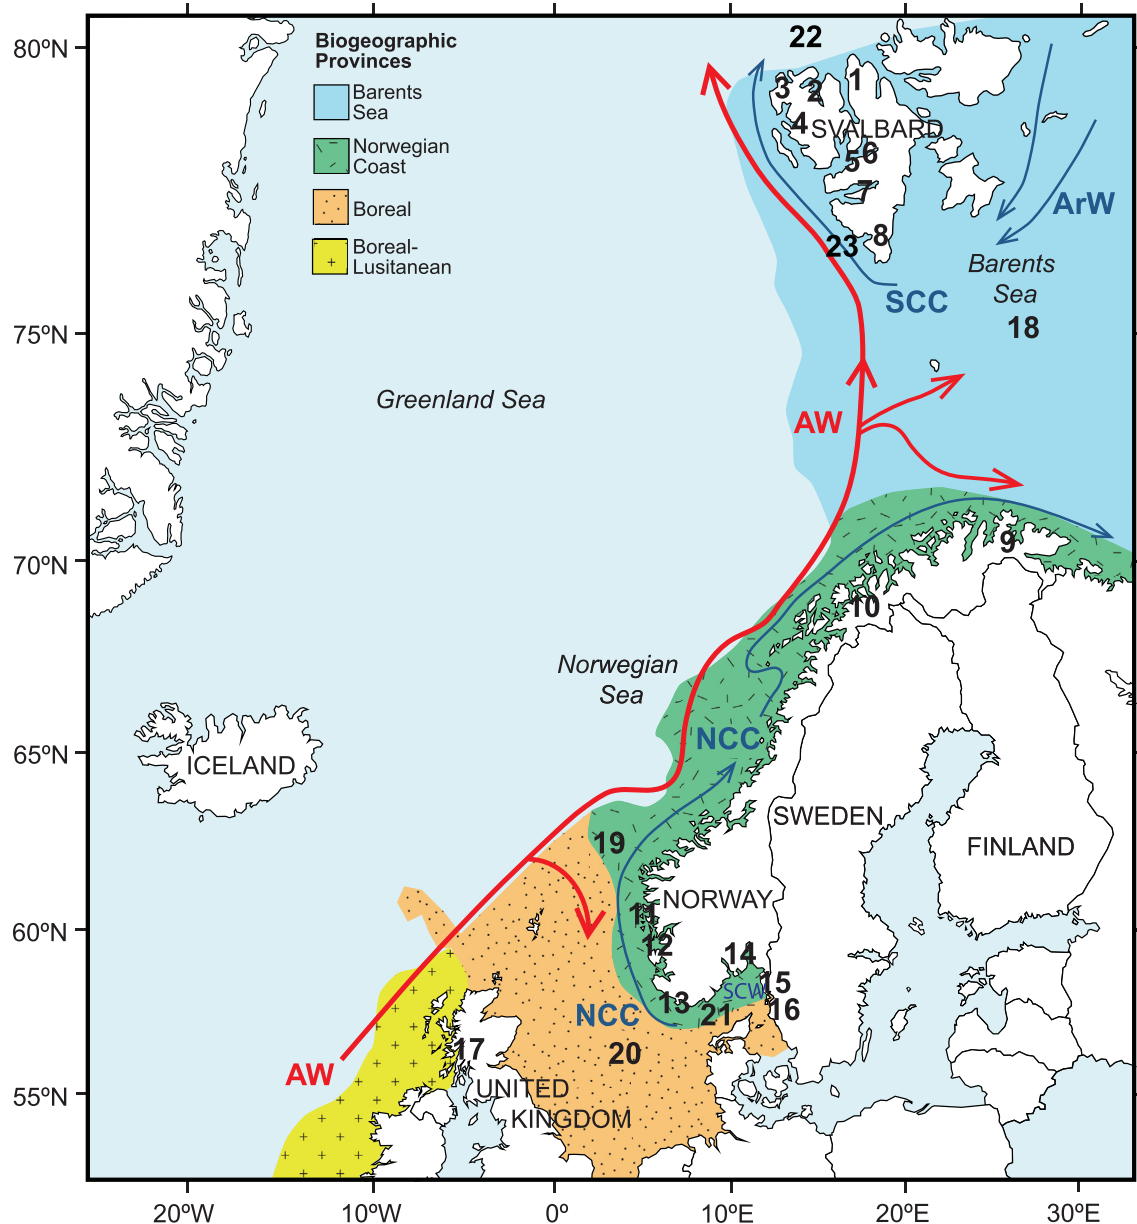 80ºN
75ºN
70ºN
65ºN
60ºN
55ºN
20ºW
10ºW
0º
10ºE
20ºE
30ºE
Biogeographic
Provinces
Barents
Sea
Norwegian
Coast
Boreal
Boreal-
Lusitanean
22
1
2
3
4
SVALBARD
5
6
7
8
23
ArW
Barents
Sea
SCC
18
Greenland Sea
AW
9
10
Norwegian
Sea
NCC
ICELAND
SWEDEN
FINLAND
19
NORWAY
11
12
14
15
SCW
13
16
NCC
21
20
17
AW
UNITED
KINGDOM